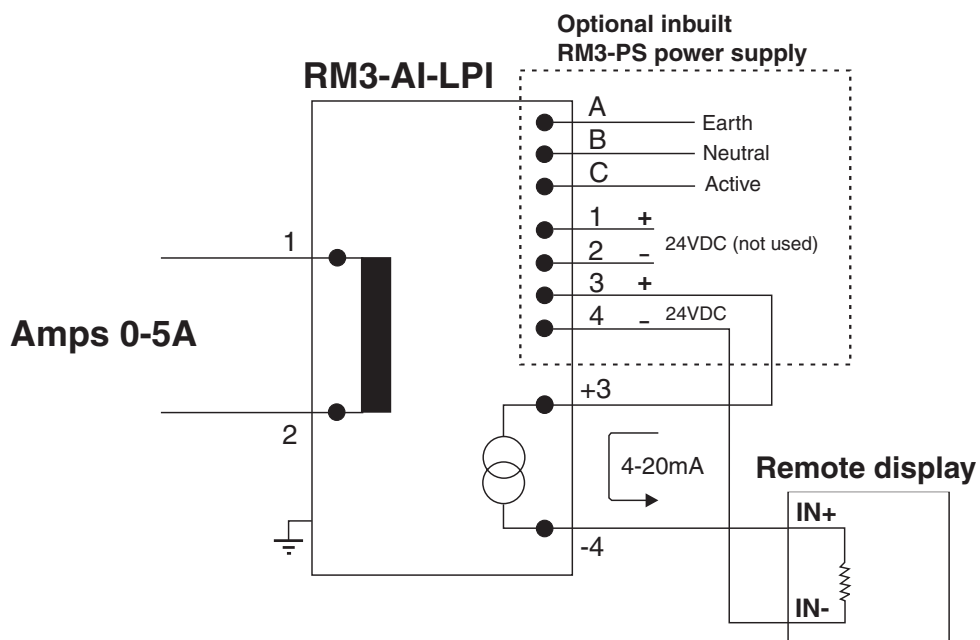 Optional inbuilt
RM3-PS power supply
RM3-AI-LPI
A
Earth
B
Neutral
C
Active
1 +
24VDC (not used)
2 -
3 +
4 - 24VDC
1
Amps 0-5A
2
+3
4-20mA
-4
Remote display
IN+
IN-